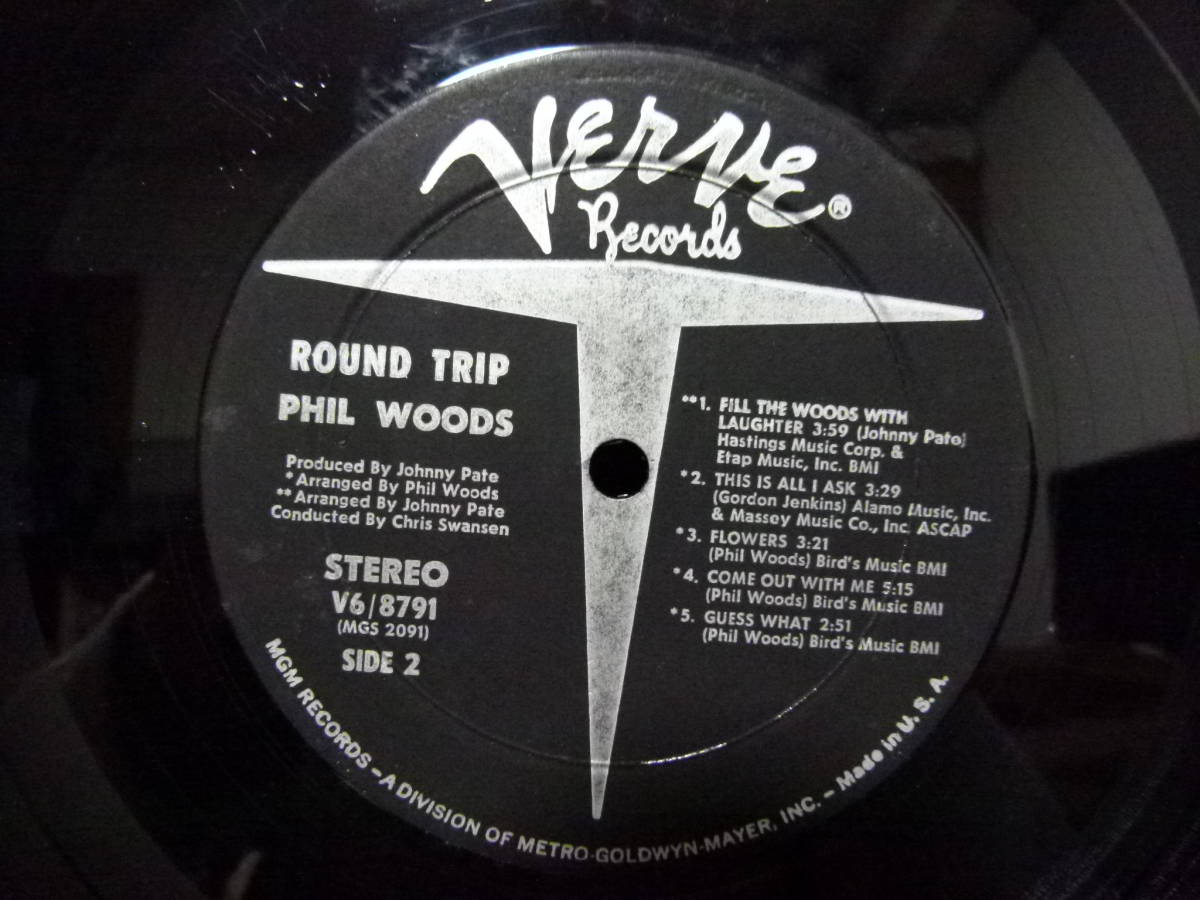 Verve®
Records
ROUND TRIP
PHIL WOODS
Produced By Johnny Pate
*Arranged By Phil Woods
**Arranged By Johnny Pate
Conducted By Chris Swansen
STEREO
V6/8791
(MGS 2091)
SIDE 2
**1. FILL THE WOODS WITH
LAUGHTER 3:59 (Johnny Pate)
Hastings Music Corp. &
Etap Music, Inc. BMI
*2. THIS IS ALL I ASK 3:29
(Gordon Jenkins) Alamo Music, Inc.
& Massey Music Co., Inc. ASCAP
*3. FLOWERS 3:21
(Phil Woods) Bird's Music BMI
*4. COME OUT WITH ME 5:15
(Phil Woods) Bird's Music BMI
*5. GUESS WHAT 2:51
(Phil Woods) Bird's Music BMI
MGM RECORDS – A DIVISION OF METRO-GOLDWYN-MAYER, INC. – Made in U. S. A.